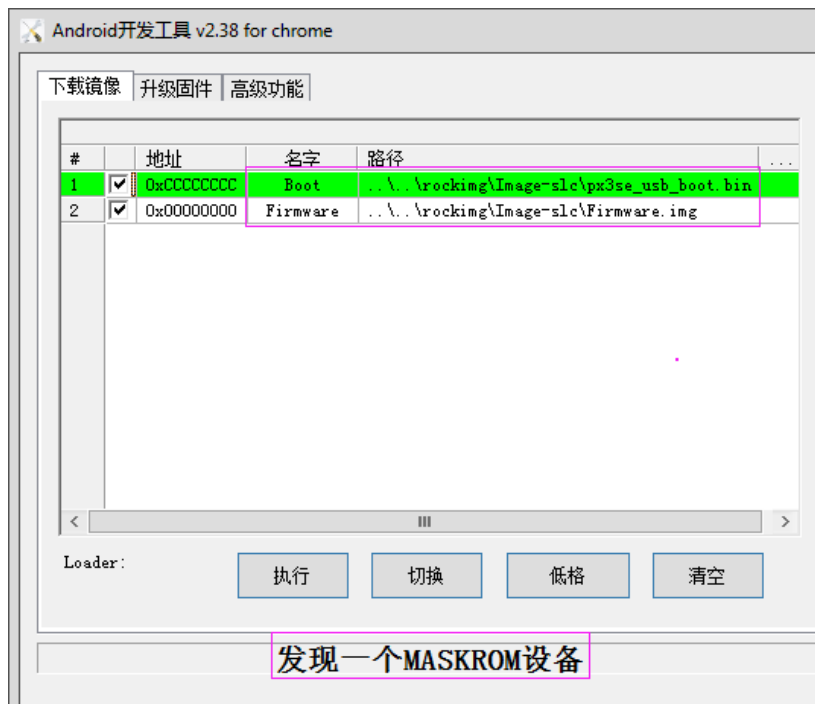 Android开发工具 v2.38 for chrome
下载镜像 升级固件 高级功能
# 地址 名字 路径 ...
1 0xCCCCCCCC Boot ..\..\rockimg\Image-slc\px3se_usb_boot.bin
2 0x00000000 Firmware ..\..\rockimg\Image-slc\Firmware.img
Loader:
执行 切换 低格 清空
发现一个MASKROM设备